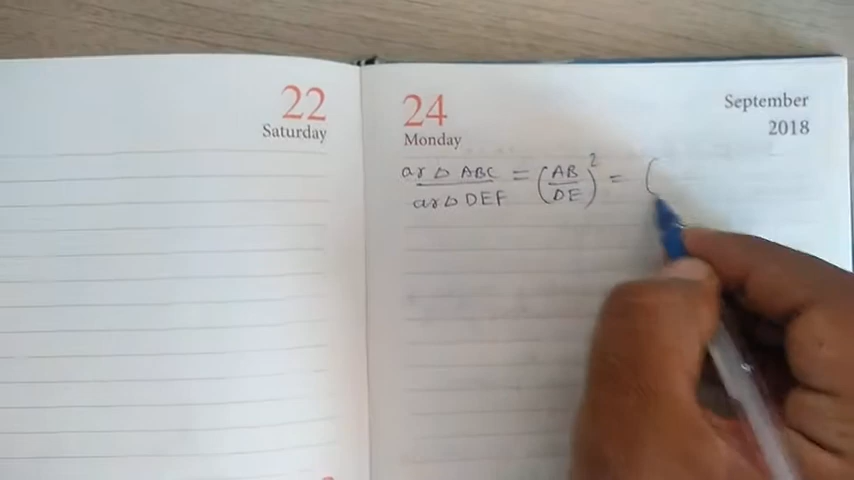 22
Saturday
24
Monday
September
2018
ar△ ABC / ar△ DEF = (AB/DE)² = (